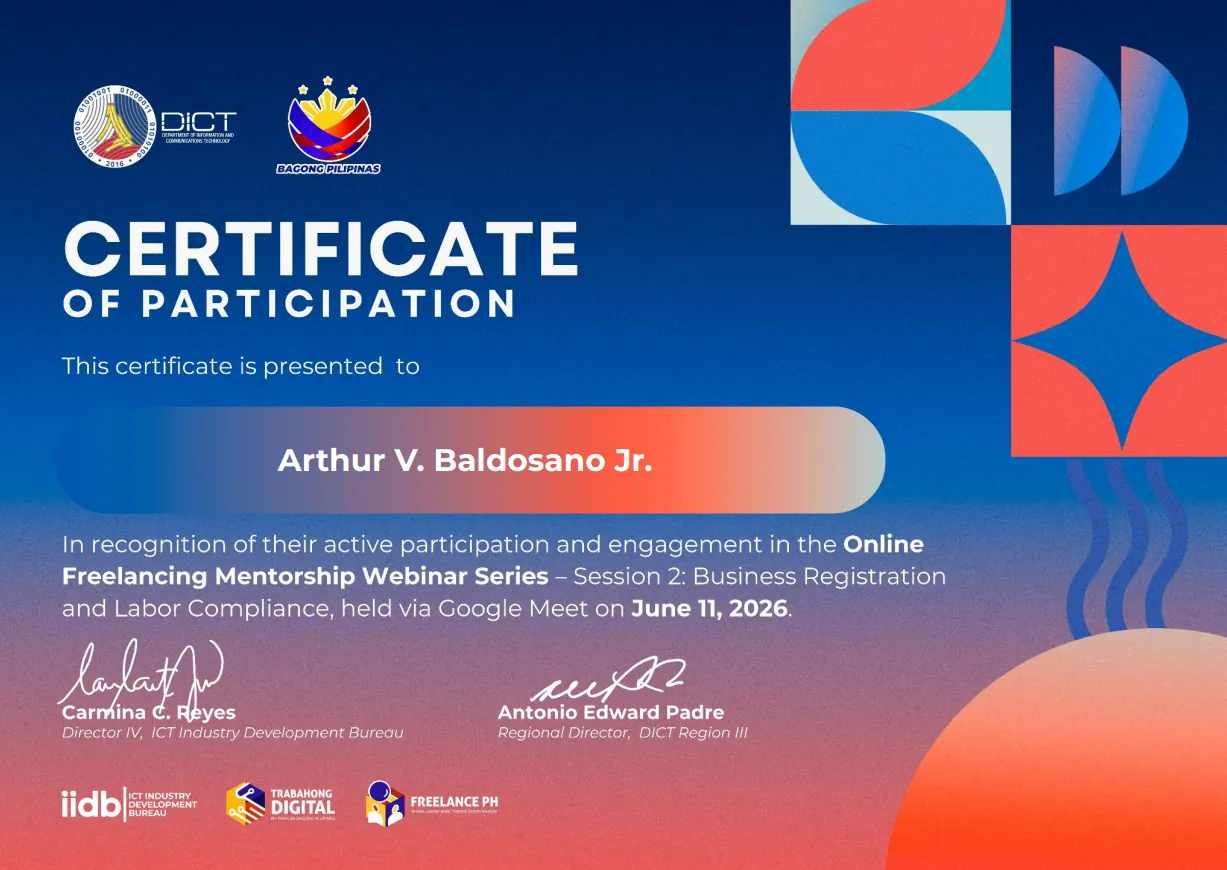 01001001 01000011 01010100 01000100
2016
DICT
DEPARTMENT OF INFORMATION AND
COMMUNICATIONS TECHNOLOGY
BAGONG PILIPINAS
CERTIFICATE
OF PARTICIPATION
This certificate is presented to
Arthur V. Baldosano Jr.
In recognition of their active participation and engagement in the Online
Freelancing Mentorship Webinar Series – Session 2: Business Registration
and Labor Compliance, held via Google Meet on June 11, 2026.
Carmina C. Reyes
Director IV, ICT Industry Development Bureau
Antonio Edward Padre
Regional Director, DICT Region III
iidb
ICT INDUSTRY
DEVELOPMENT
BUREAU
TRABAHONG
DIGITAL
FREELANCE PH